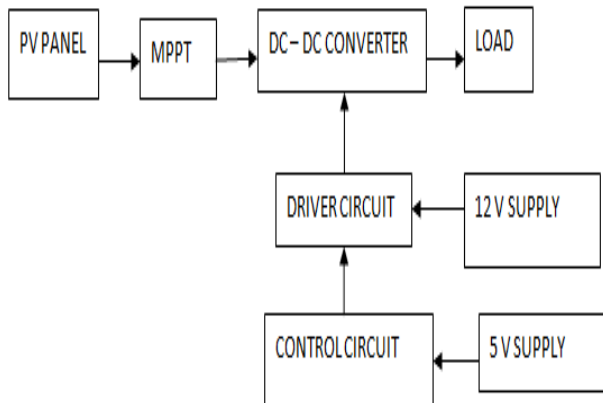 PV PANEL
MPPT
DC – DC CONVERTER
LOAD
DRIVER CIRCUIT
12 V SUPPLY
CONTROL CIRCUIT
5 V SUPPLY